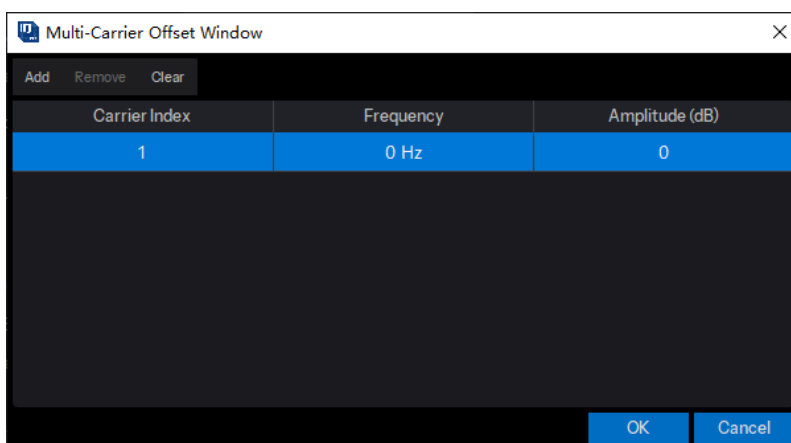 Multi-Carrier Offset Window
Add Remove Clear
Carrier Index Frequency Amplitude (dB)
1 0 Hz 0
OK Cancel